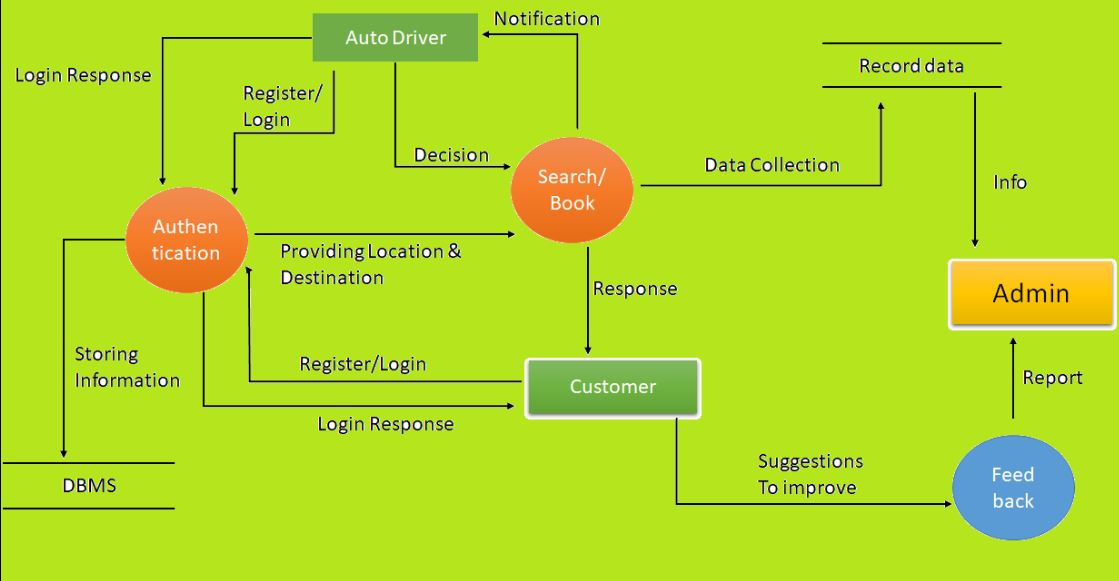 Notification
Auto Driver
Login Response
Record data
Register/
Login
Decision
Search/
Book
Data Collection
Info
Authen
tication
Providing Location &
Destination
Response
Admin
Storing
Information
Register/Login
Customer
Report
Login Response
Suggestions
To improve
Feed
back
DBMS